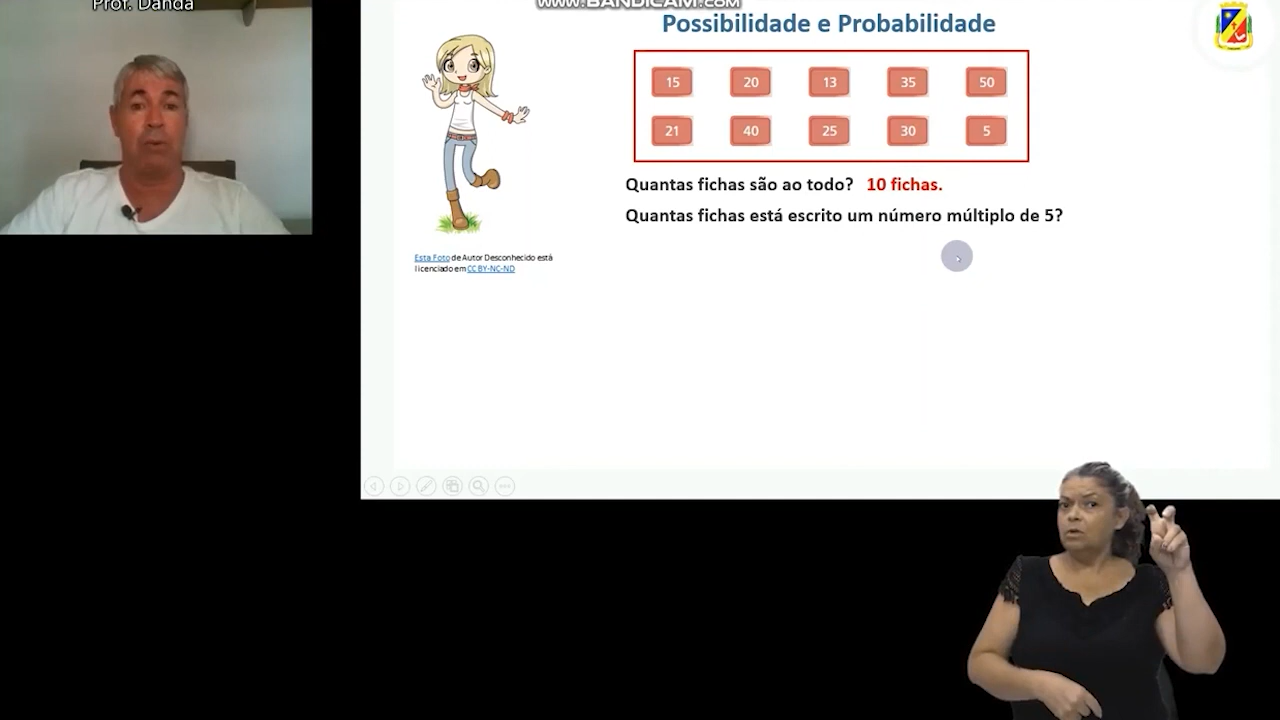 Prof. Danda
WWW.BANDICAM.COM
Possibilidade e Probabilidade
15 20 13 35 50
21 40 25 30 5
Quantas fichas são ao todo? 10 fichas.
Quantas fichas está escrito um número múltiplo de 5?
Esta Foto de Autor Desconhecido está
licenciado em CC BY-NC-ND